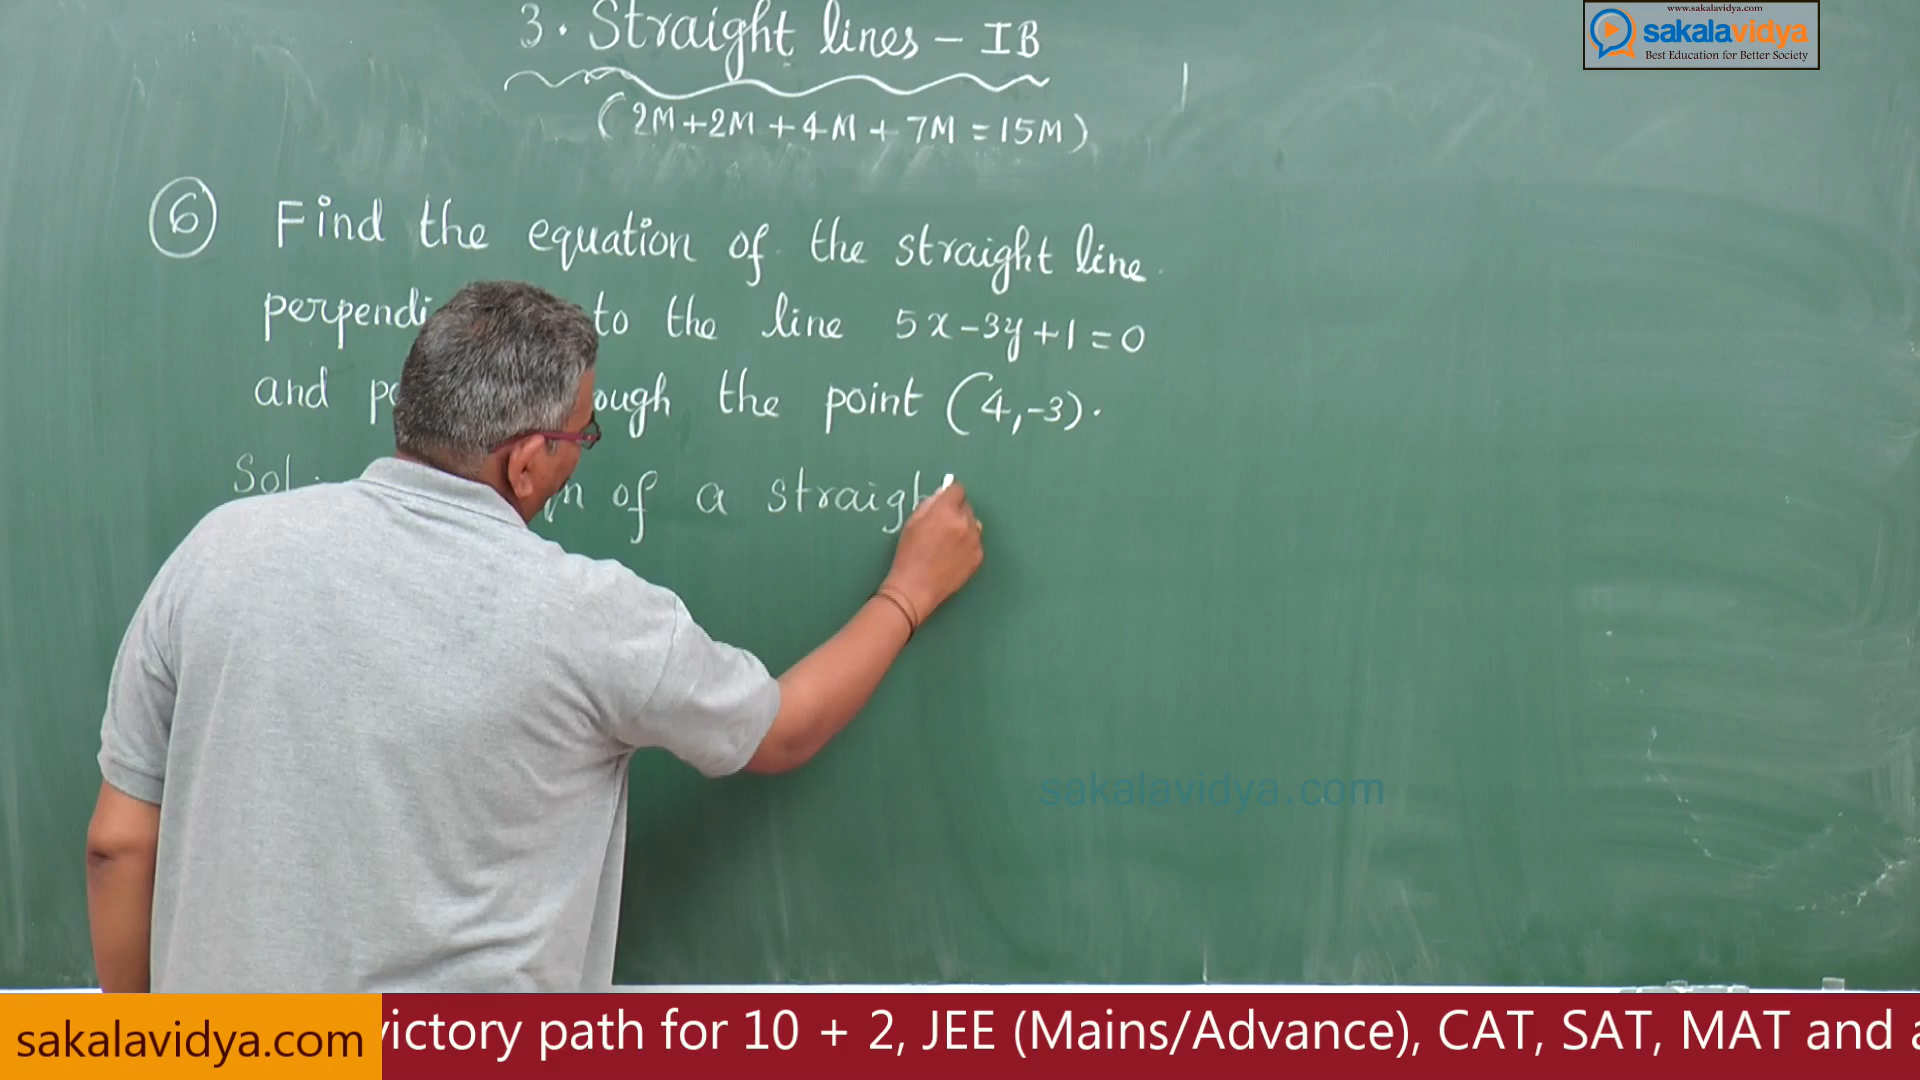 www.sakalavidya.com
sakalavidya
Best Education for Better Society
3. Straight lines - IB
(2M+2M+4M+7M=15M)
6 Find the equation of the straight line
perpendi to the line 5x-3y+1=0
and ough the point (4,-3).
Sol: of a straigh
sakalavidya.com
sakalavidya.com victory path for 10 + 2, JEE (Mains/Advance), CAT, SAT, MAT and a